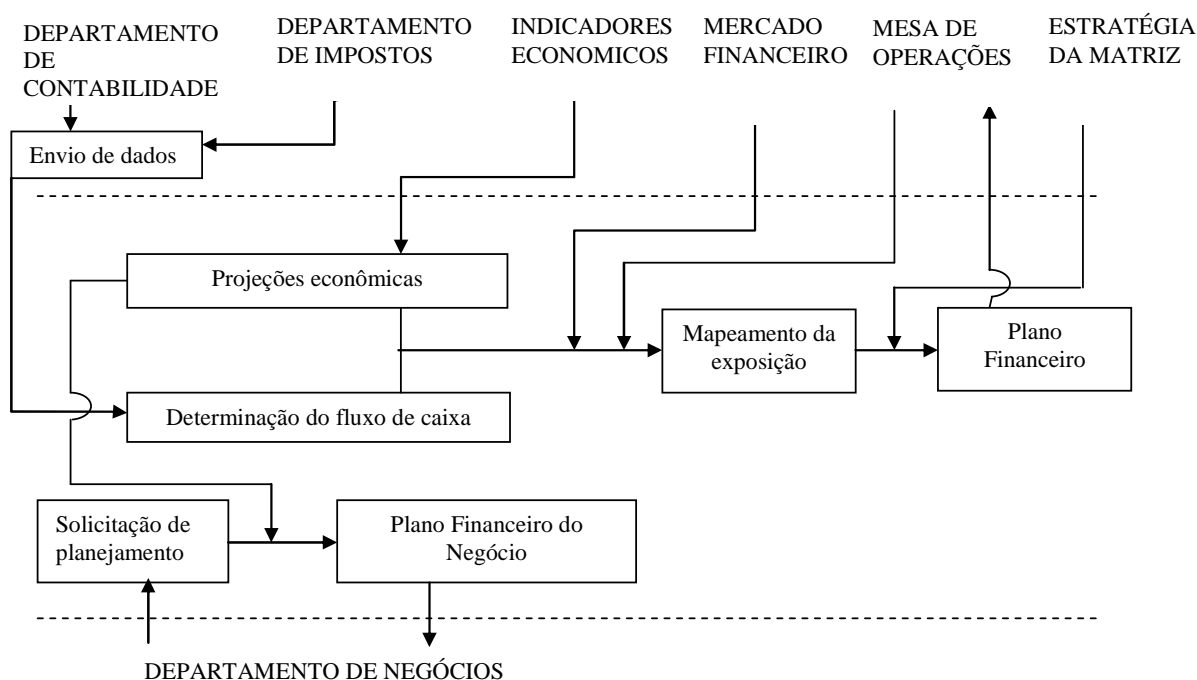 DEPARTAMENTO
DE
CONTABILIDADE
DEPARTAMENTO
DE IMPOSTOS
INDICADORES
ECONOMICOS
MERCADO
FINANCEIRO
MESA DE
OPERAÇÕES
ESTRATÉGIA
DA MATRIZ
Envio de dados
Projeções econômicas
Mapeamento da
exposição
Plano
Financeiro
Determinação do fluxo de caixa
Solicitação de
planejamento
Plano Financeiro do
Negócio
DEPARTAMENTO DE NEGÓCIOS